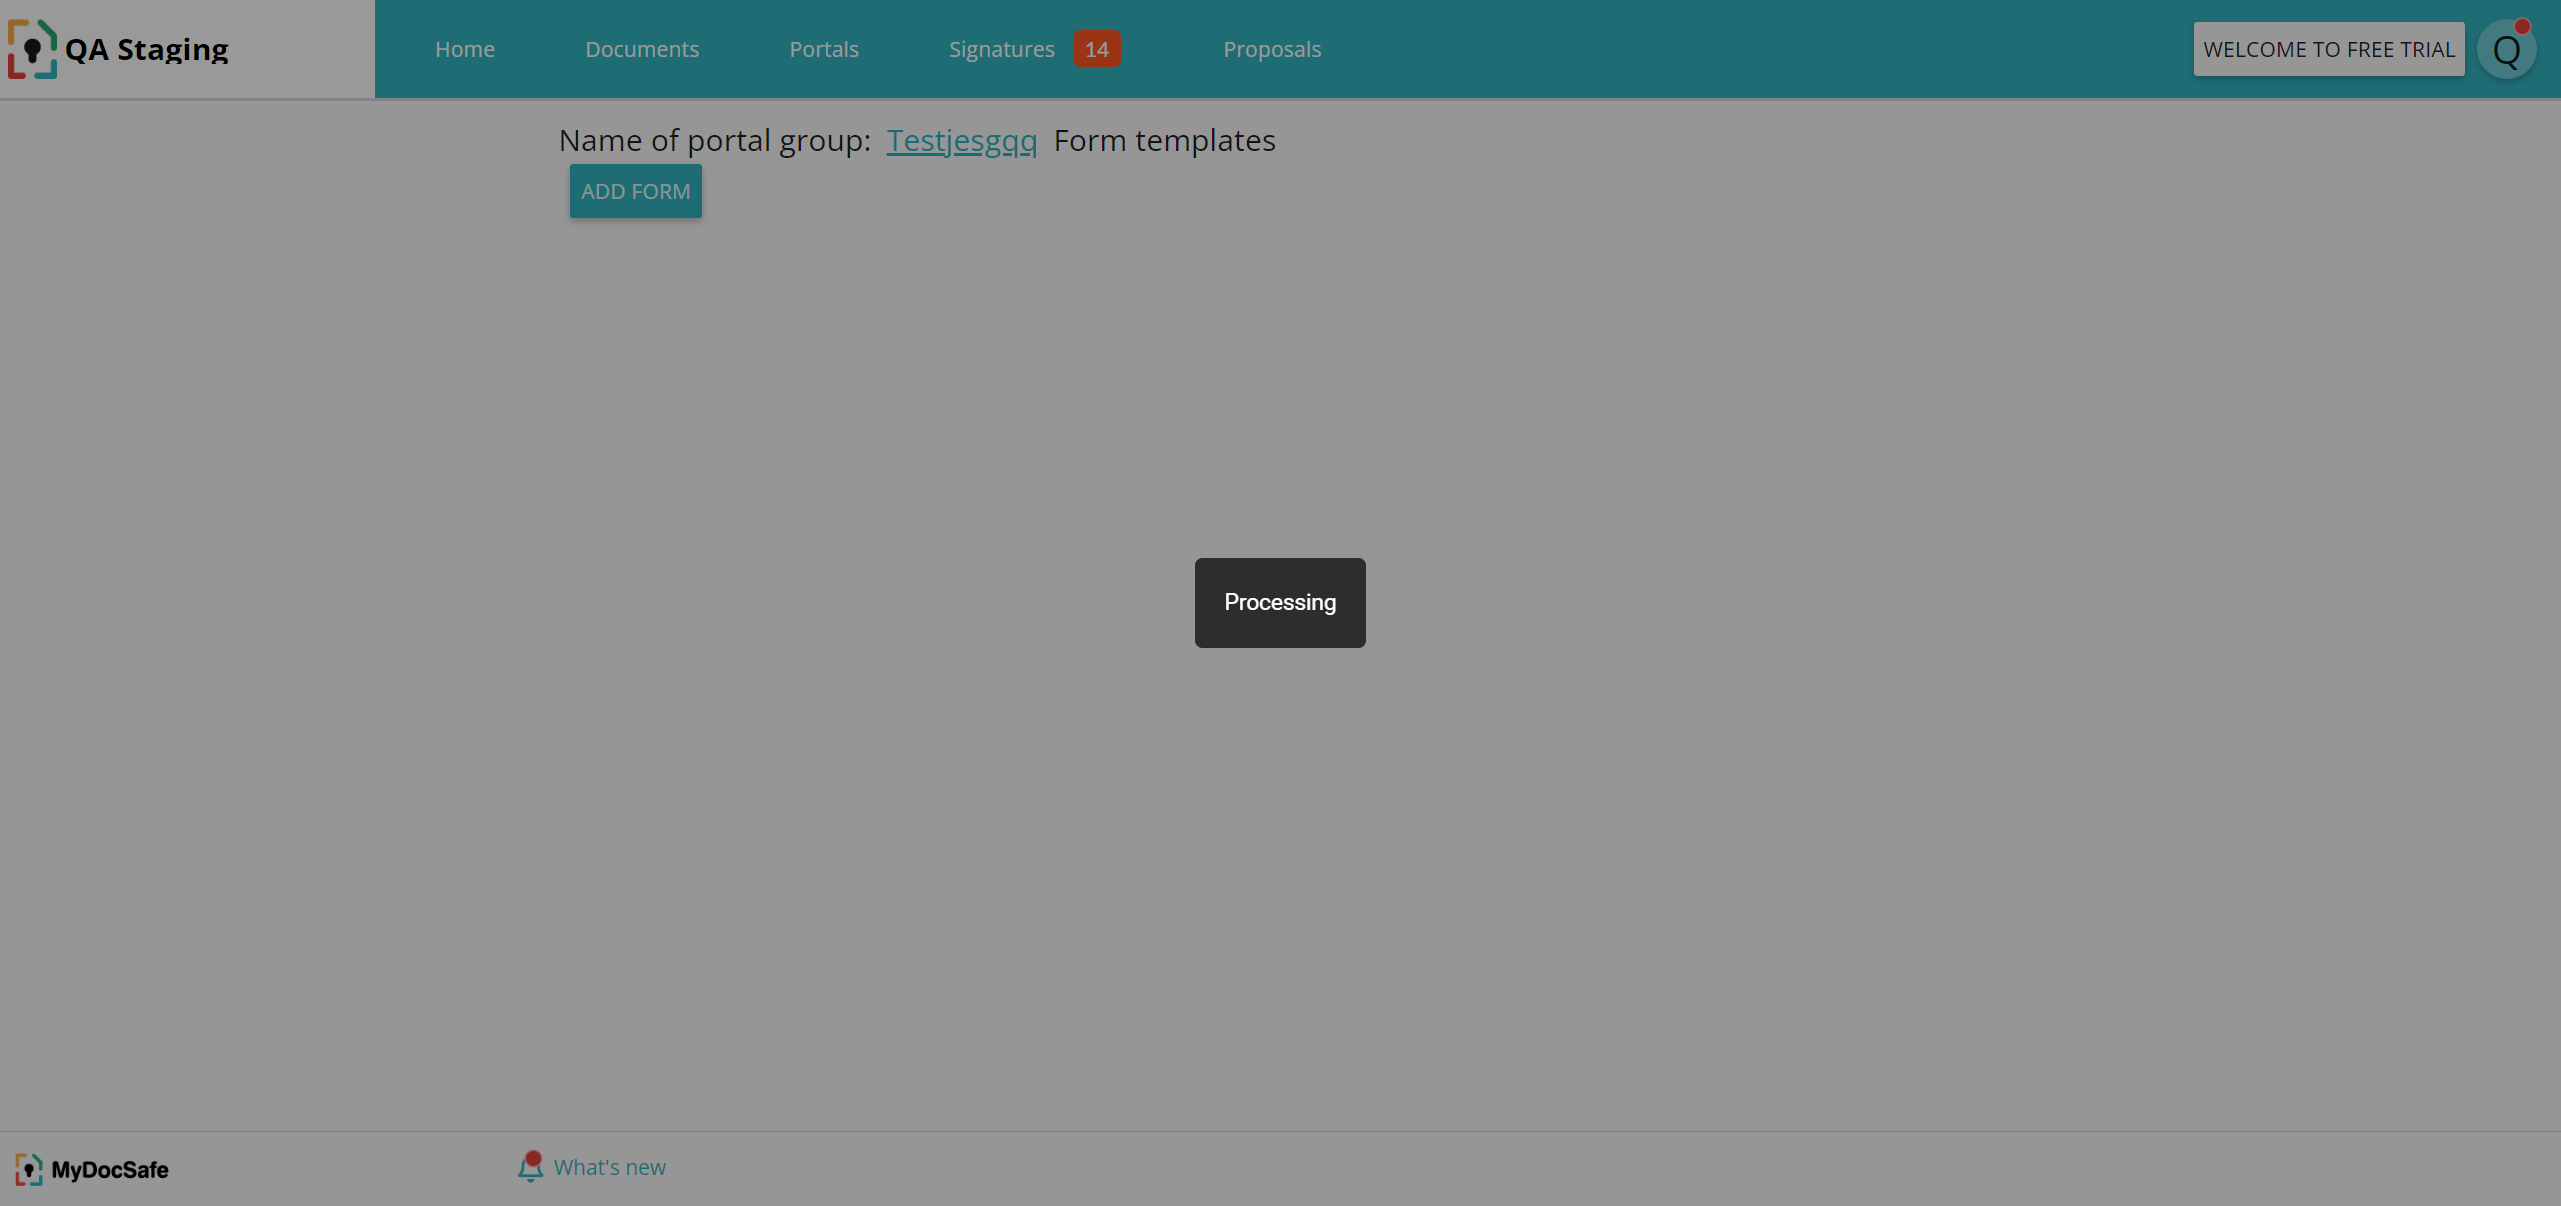 QA Staging
Home Documents Portals Signatures 14 Proposals
WELCOME TO FREE TRIAL Q
Name of portal group: Testjesgqq Form templates
ADD FORM
Processing
MyDocSafe
What's new